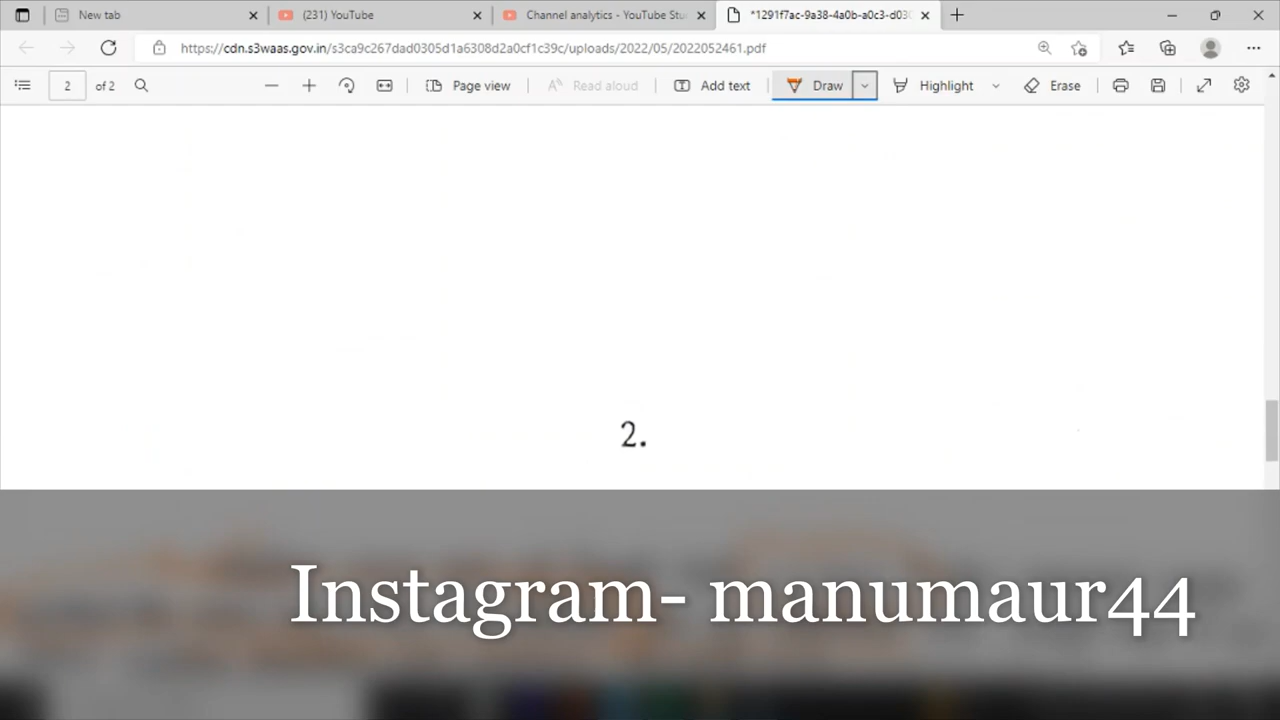 New tab
(231) YouTube
Channel analytics - YouTube Stu
*1291f7ac-9a38-4a0b-a0c3-d030
https://cdn.s3waas.gov.in/s3ca9c267dad0305d1a6308d2a0cf1c39c/uploads/2022/05/2022052461.pdf
2 of 2 Page view Read aloud Add text Draw Highlight Erase
2.
Instagram- manumaur44